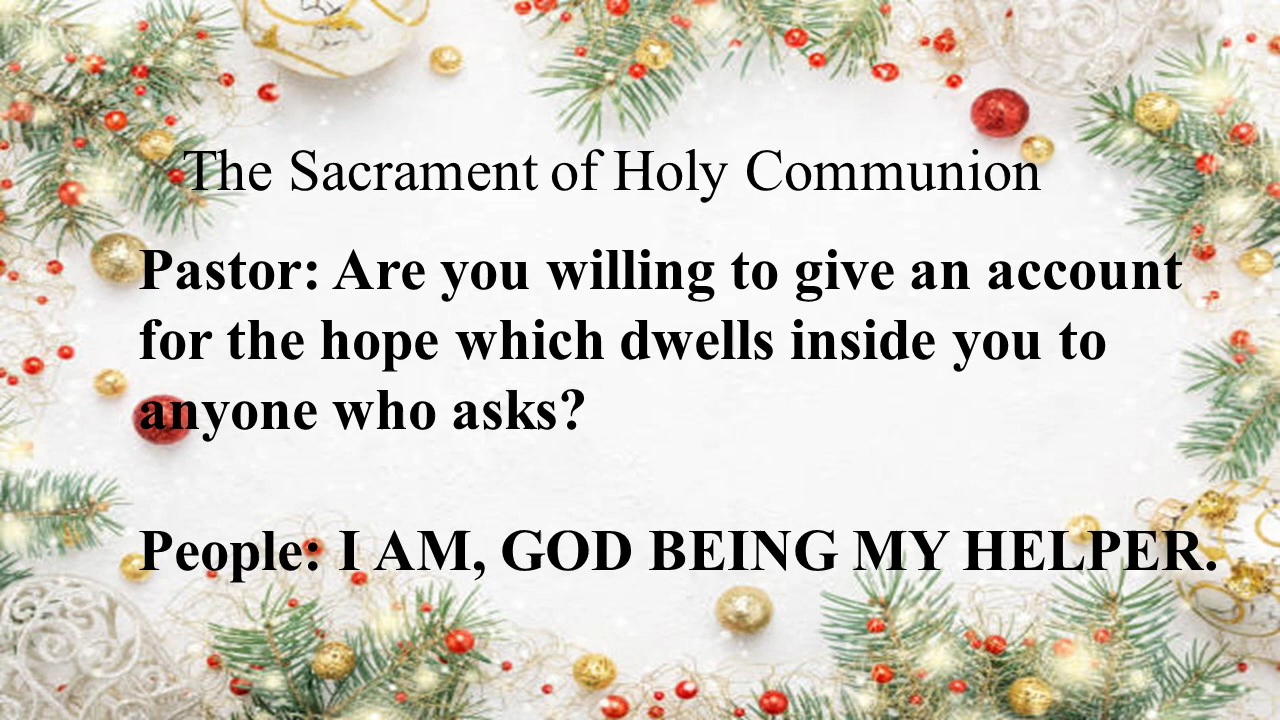 The Sacrament of Holy Communion
Pastor: Are you willing to give an account
for the hope which dwells inside you to
anyone who asks?
People: I AM, GOD BEING MY HELPER.